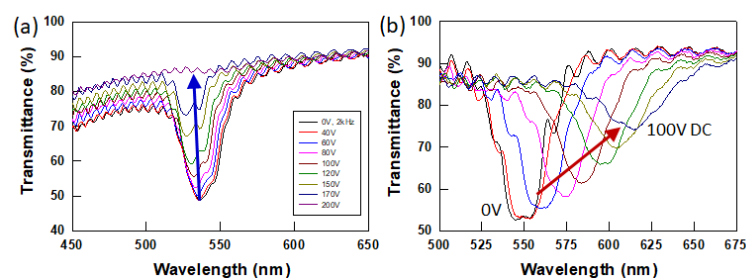 (a)
Transmittance (%)
100
90
80
70
60
50
40
450
500
550
600
650
Wavelength (nm)
0V, 2kHz
40V
60V
80V
100V
120V
150V
170V
200V
(b)
Transmittance (%)
100
90
80
70
60
50
500
525
550
575
600
625
650
675
Wavelength (nm)
0V
100V DC